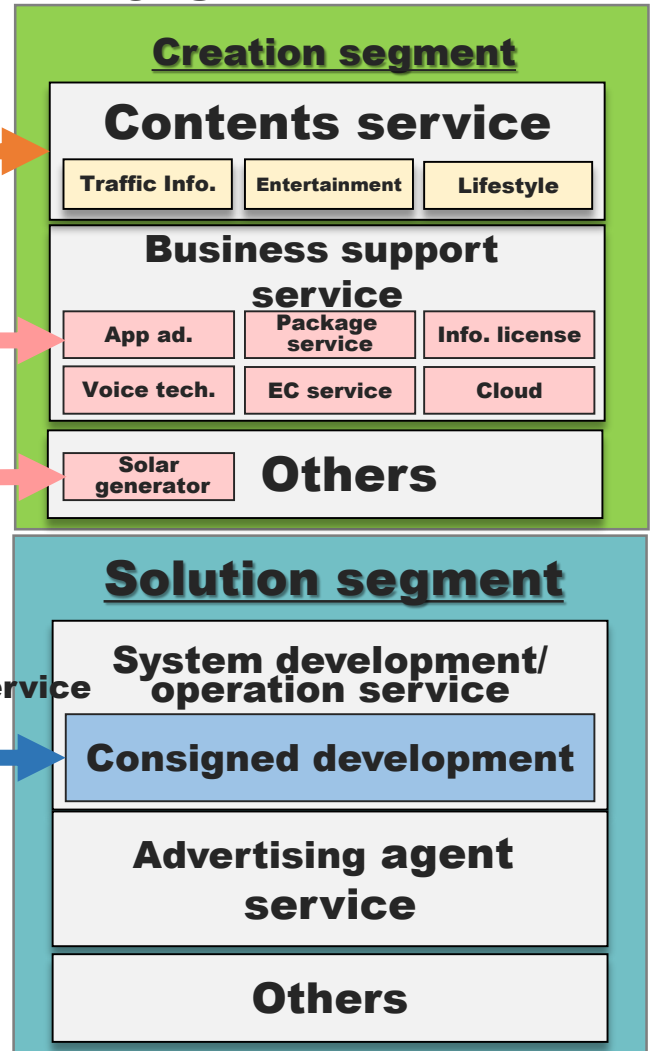 Creation segment
Contents service
Traffic Info.
Entertainment
Lifestyle
Business support
service
App ad.
Package
service
Info. license
Voice tech.
EC service
Cloud
Solar
generator
Others
Solution segment
System development/
operation service
Consigned development
Advertising agent
service
Others